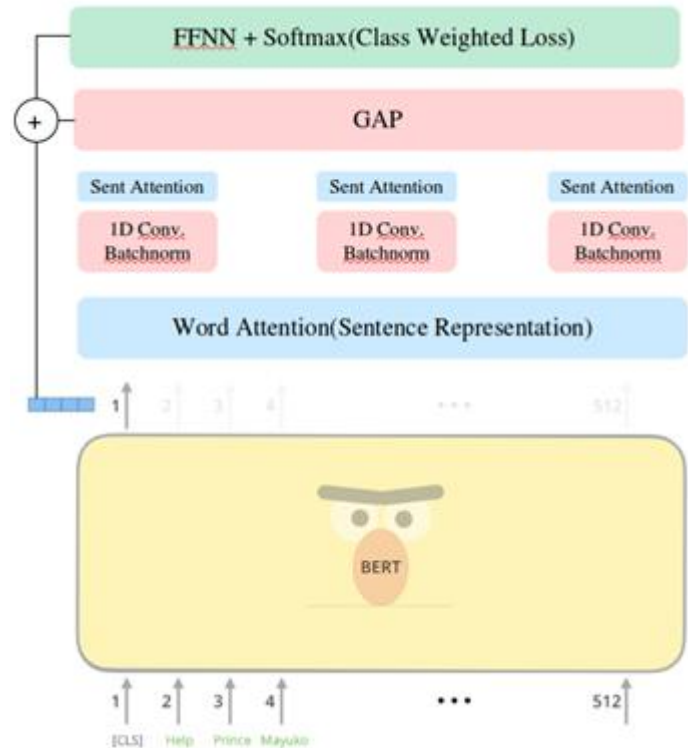 FFNN + Softmax(Class Weighted Loss)
+
GAP
Sent Attention Sent Attention Sent Attention
1D Conv. 1D Conv. 1D Conv.
Batchnorm Batchnorm Batchnorm
Word Attention(Sentence Representation)
1 2 3 4 ••• 512
BERT
1 2 3 4 ••• 512
[CLS] Help Prince Mayuko